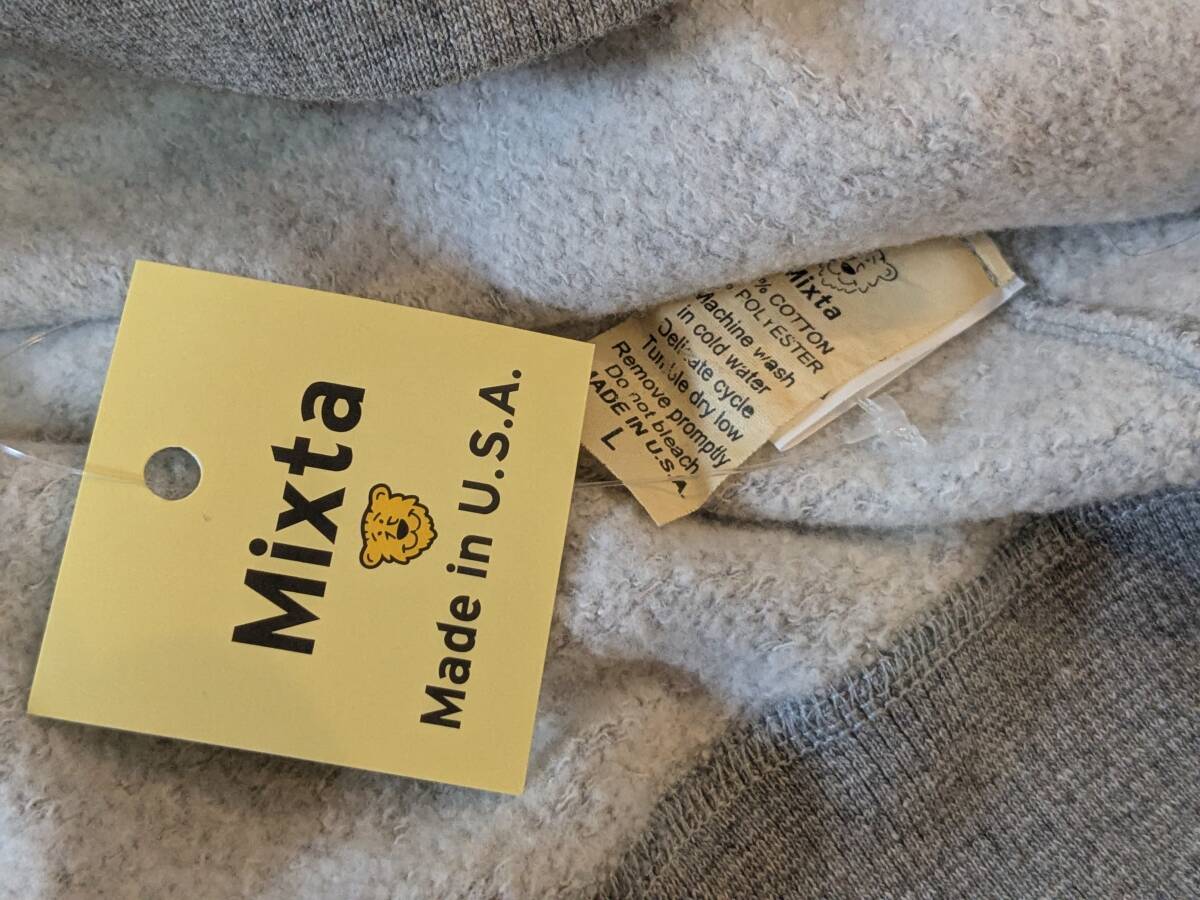 Mixta
Made in U.S.A.
Mixta
% COTTON
% POLYESTER
Machine wash
in cold water
Delicate cycle
Tumble dry low
Remove promptly
Do not bleach
MADE IN U.S.A.
L